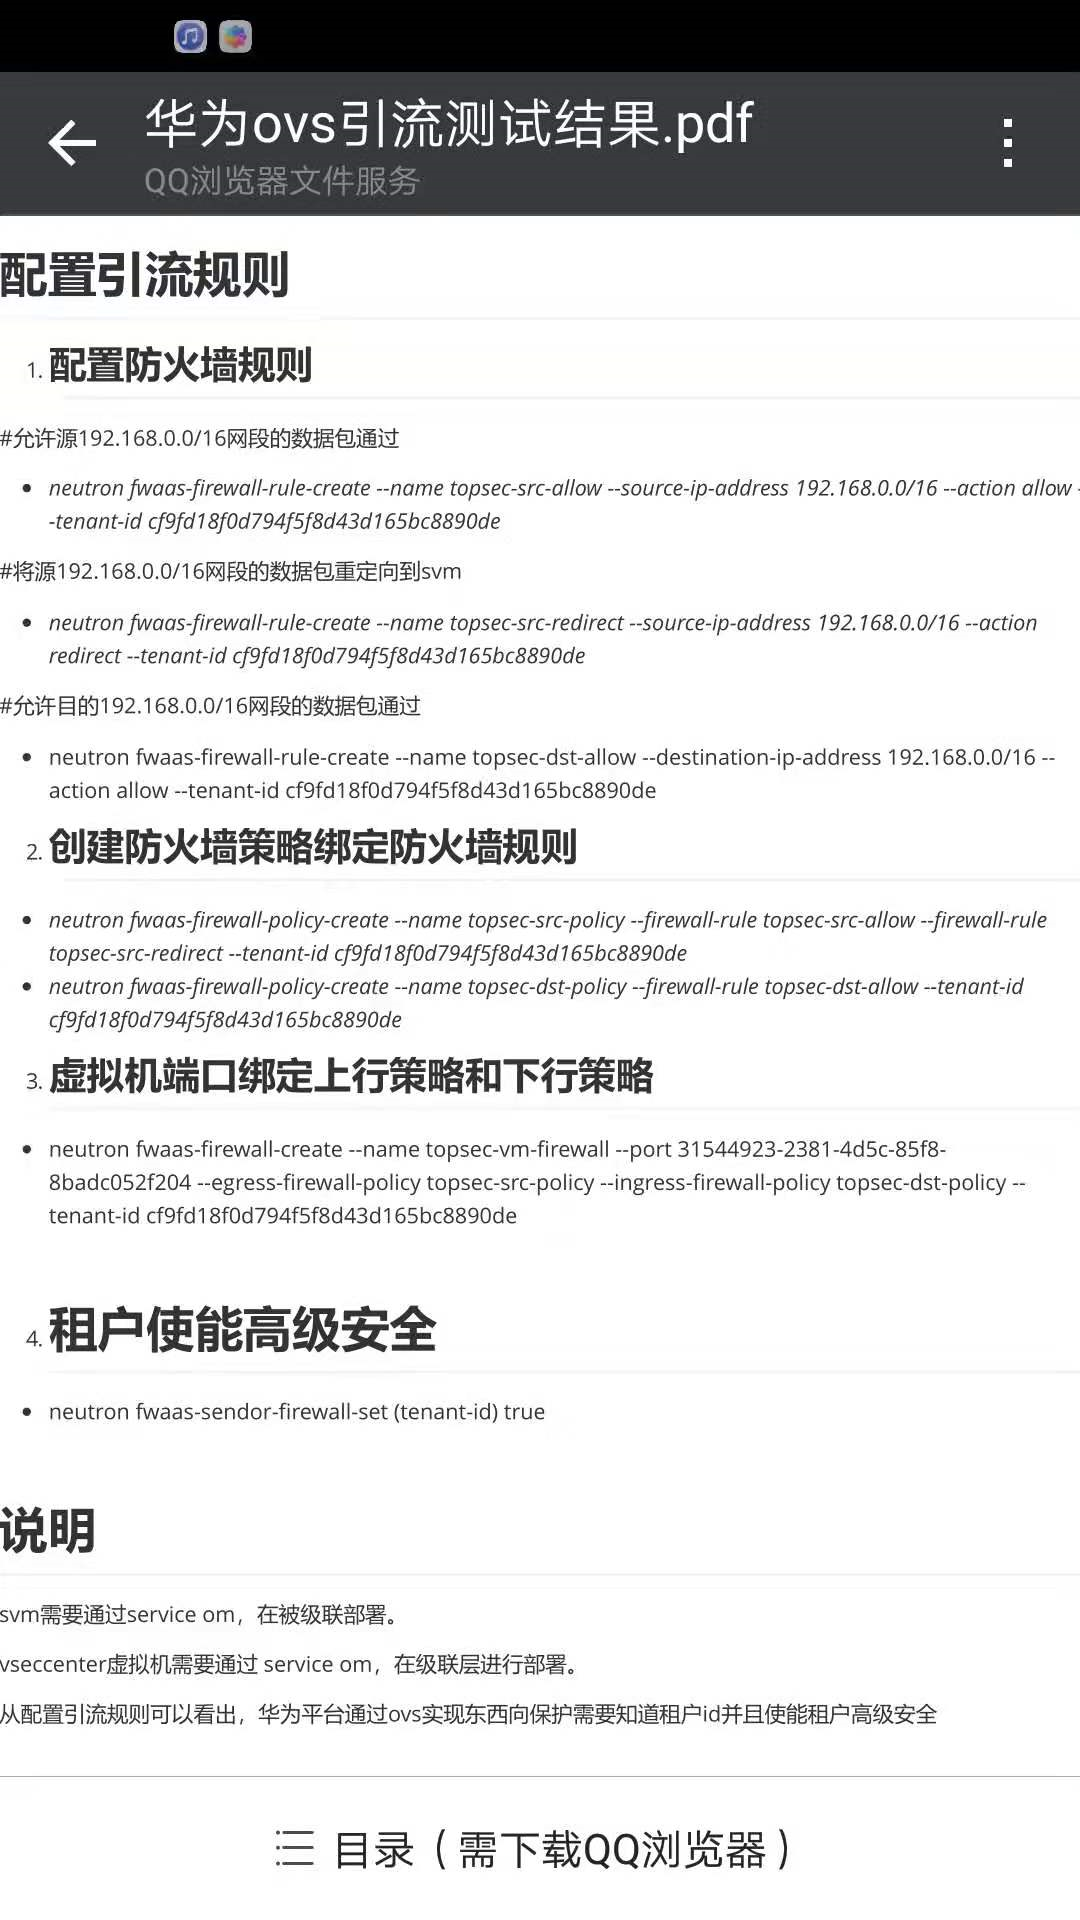 华为ovs引流测试结果.pdf
QQ浏览器文件服务
配置引流规则
1. 配置防火墙规则
#允许源192.168.0.0/16网段的数据包通过
• neutron fwaas-firewall-rule-create --name topsec-src-allow --source-ip-address 192.168.0.0/16 --action allow -
-tenant-id cf9fd18f0d794f5f8d43d165bc8890de
#将源192.168.0.0/16网段的数据包重定向到svm
• neutron fwaas-firewall-rule-create --name topsec-src-redirect --source-ip-address 192.168.0.0/16 --action
redirect --tenant-id cf9fd18f0d794f5f8d43d165bc8890de
#允许目的192.168.0.0/16网段的数据包通过
• neutron fwaas-firewall-rule-create --name topsec-dst-allow --destination-ip-address 192.168.0.0/16 --
action allow --tenant-id cf9fd18f0d794f5f8d43d165bc8890de
2. 创建防火墙策略绑定防火墙规则
• neutron fwaas-firewall-policy-create --name topsec-src-policy --firewall-rule topsec-src-allow --firewall-rule
topsec-src-redirect --tenant-id cf9fd18f0d794f5f8d43d165bc8890de
• neutron fwaas-firewall-policy-create --name topsec-dst-policy --firewall-rule topsec-dst-allow --tenant-id
cf9fd18f0d794f5f8d43d165bc8890de
3. 虚拟机端口绑定上行策略和下行策略
• neutron fwaas-firewall-create --name topsec-vm-firewall --port 31544923-2381-4d5c-85f8-
8badc052f204 --egress-firewall-policy topsec-src-policy --ingress-firewall-policy topsec-dst-policy --
tenant-id cf9fd18f0d794f5f8d43d165bc8890de
4. 租户使能高级安全
• neutron fwaas-sendor-firewall-set (tenant-id) true
说明
svm需要通过service om，在被级联部署。
vseccenter虚拟机需要通过 service om，在级联层进行部署。
从配置引流规则可以看出，华为平台通过ovs实现东西向保护需要知道租户id并且使能租户高级安全
目录（需下载QQ浏览器）